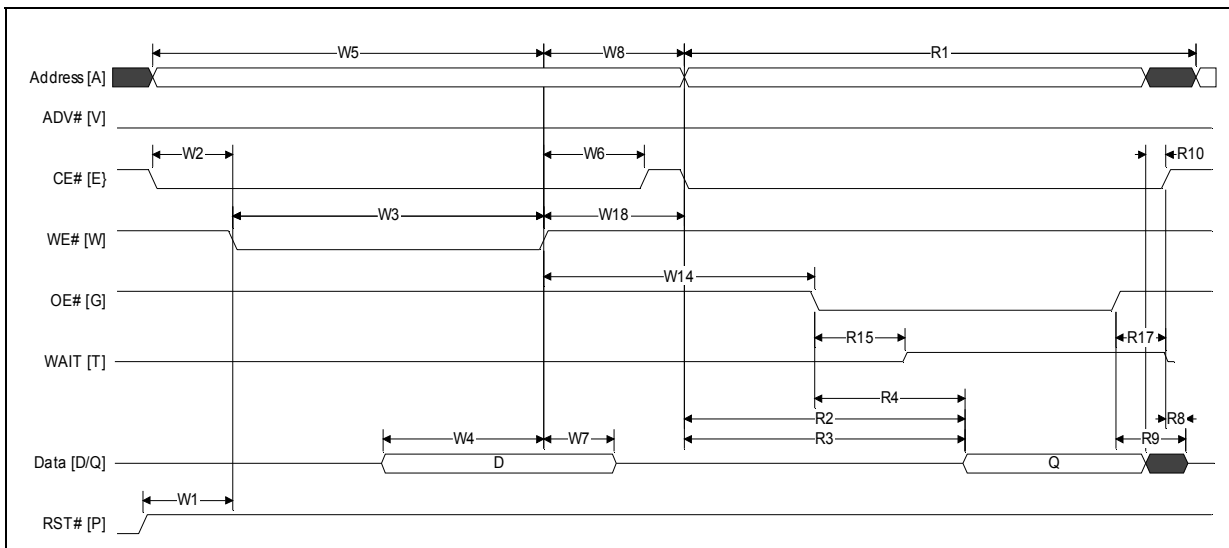 W5 W8 R1
Address [A]
ADV# [V]
W2 W6 R10
CE# [E}
W3 W18
WE# [W]
W14
OE# [G]
R15 R17
WAIT [T]
R4
R2 R8
R3
W4 W7 R9
Data [D/Q] D Q
W1
RST# [P]